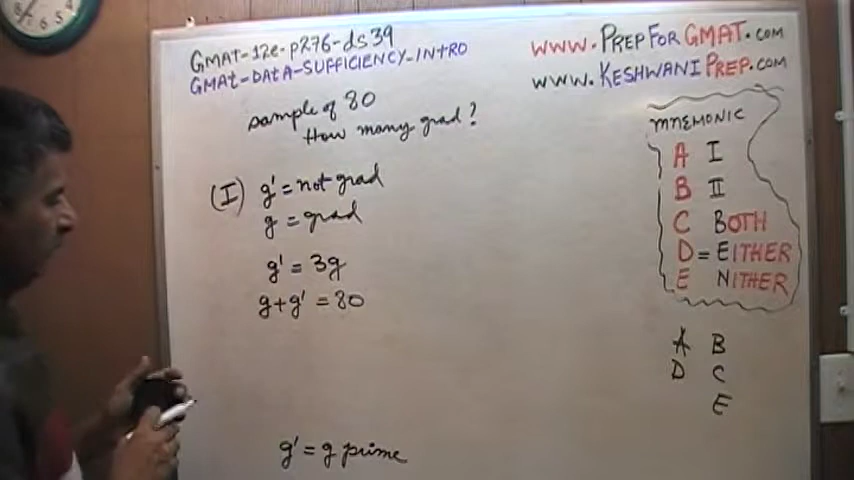 GMAT-12e-p276-ds39
GMAt-DATA-SUFFICIENCY-INTRO
www.PREPFORGMAT.com
www.KESHWANIPREP.com
sample of 80
How many grad?
(I) g' = not grad
g = grad
g' = 3g
g+g' = 80
g' = g prime
MNEMONIC
A I
B II
C BOTH
D = EITHER
E NITHER
A B
D C
E